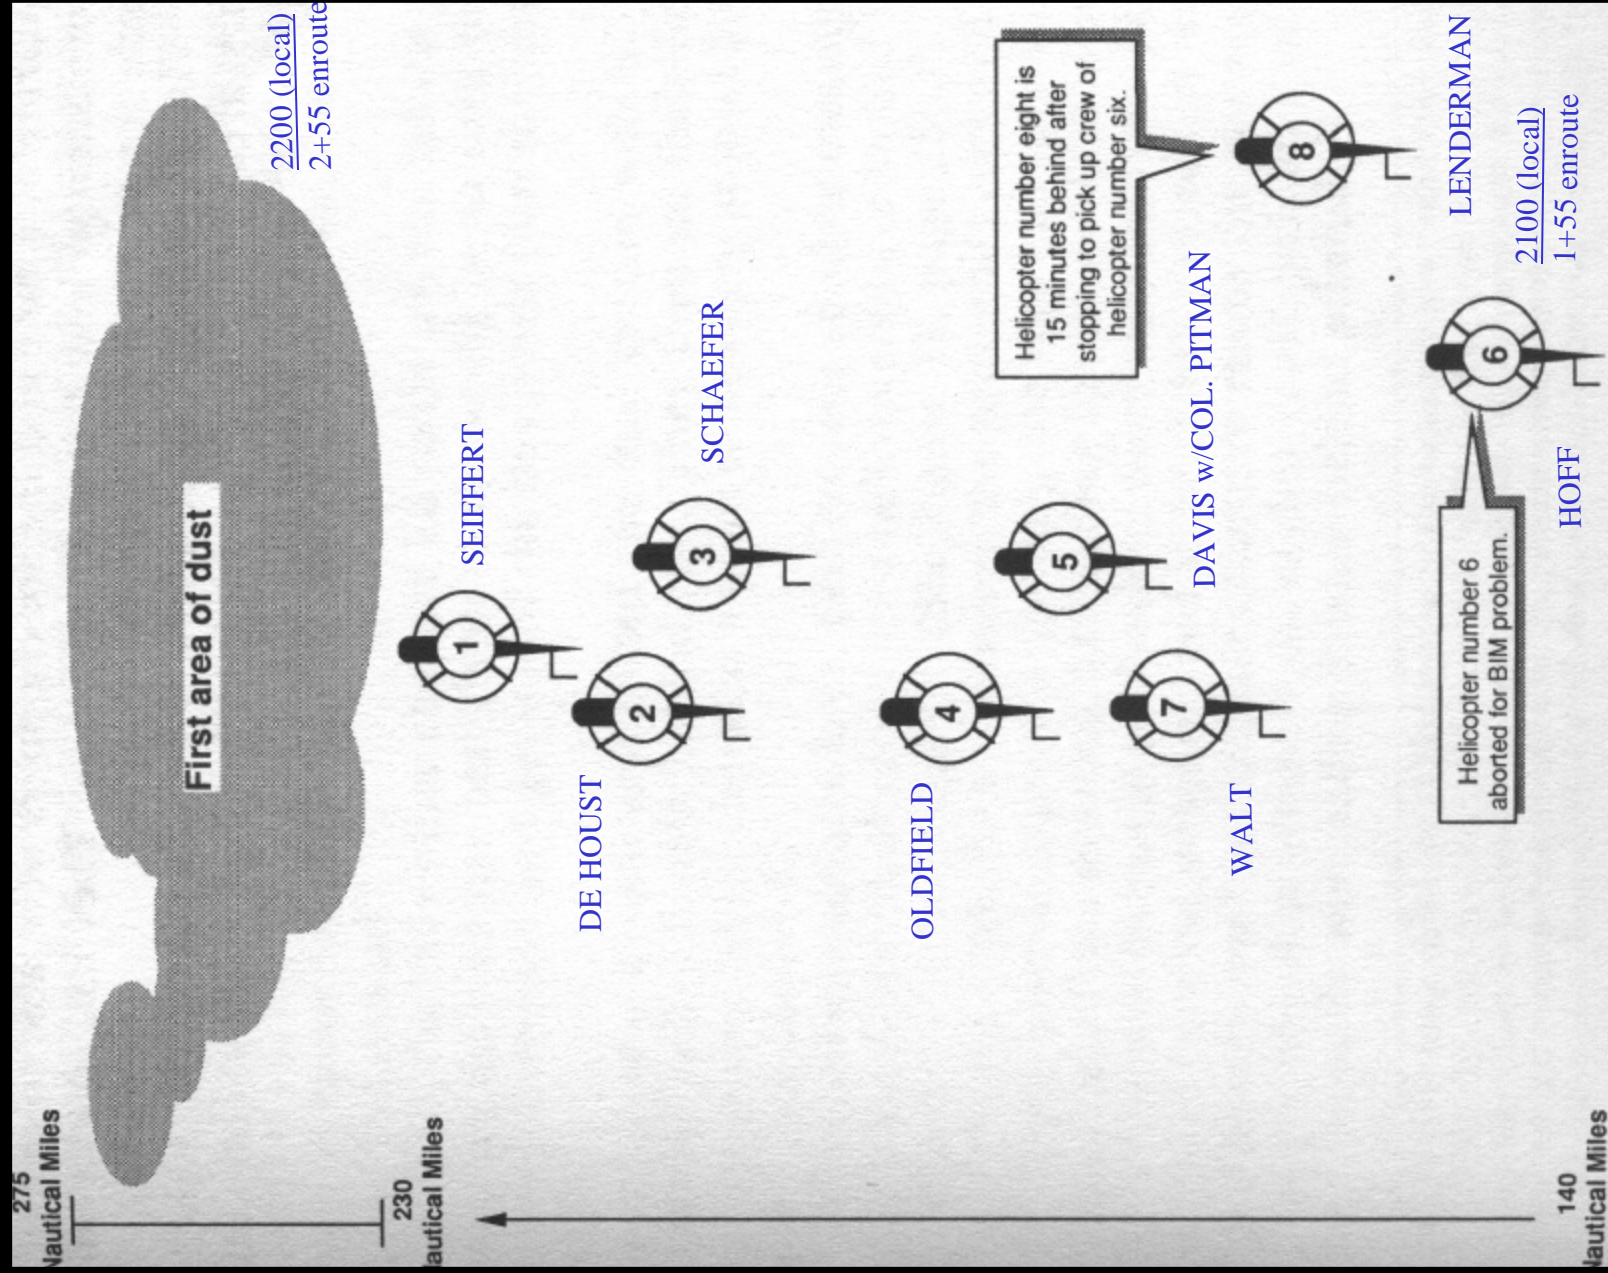 275
Nautical Miles
First area of dust
2200 (local)
2+55 enroute
230
autical Miles
SEIFFERT
1
DE HOUST
2
3
SCHAEFER
OLDFIELD
4
5
DAVIS w/COL. PITMAN
WALT
7
Helicopter number eight is
15 minutes behind after
stopping to pick up crew of
helicopter number six.
8
LENDERMAN
2100 (local)
1+55 enroute
Helicopter number 6
aborted for BIM problem.
6
HOFF
140
Nautical Miles